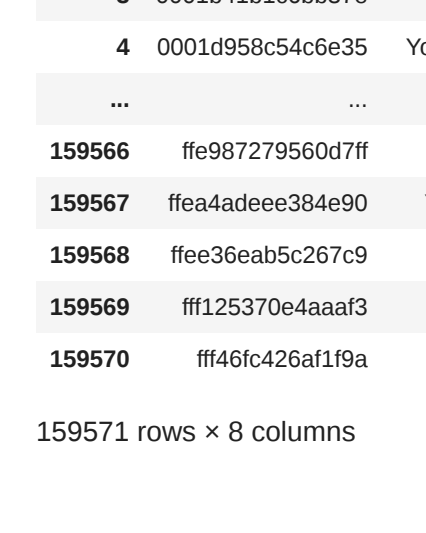 4 0001d958c54c6e35
... ...
159566 ffe987279560d7ff
159567 ffea4adeee384e90
159568 ffee36eab5c267c9
159569 fff125370e4aaaf3
159570 fff46fc426af1f9a
159571 rows × 8 columns